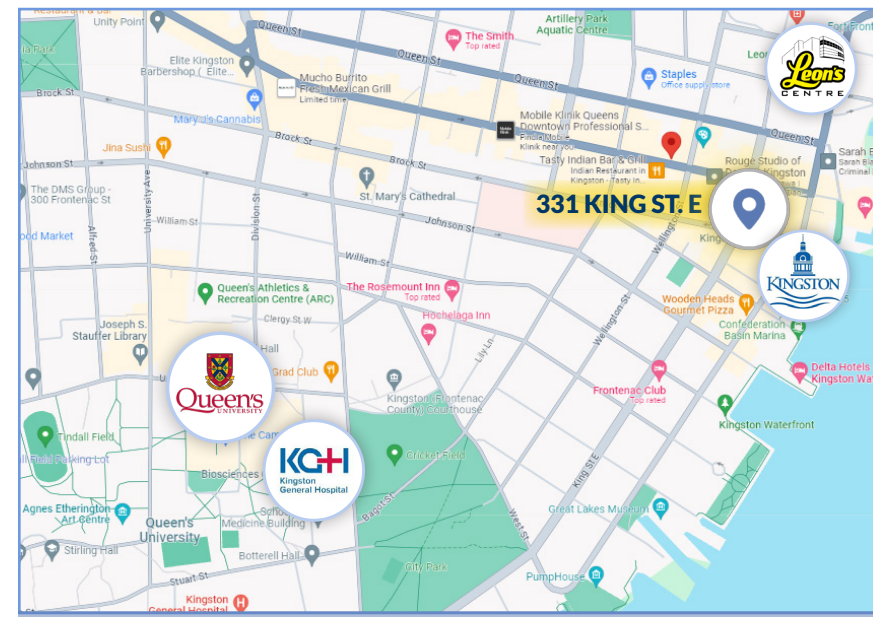 Unity Point
Queen St
The Smith
Top rated
Artillery Park
Aquatic Centre
Leon's
CENTRE
Elite Kingston
Barbershop ( Elite...
Queen St
Staples
Office supply store
Mucho Burrito
Fresh Mexican Grill
Limited time
Queen St
Brock St
Mary J's Cannabis
Mobile Klinik Queens
Downtown Professional S...
Klinik near you
Queen St
Jina Sushi
Brock St
Tasty Indian Bar & Grill
Indian Restaurant in
Kingston - Tasty In...
Rouge Studio of
Kingston
Johnson St
Brock St
The DMS Group -
300 Frontenac St
University Ave
St. Mary's Cathedral
331 KING ST E
William St
Division St
Johnson St
Wellington St
Alfred St
William St
KINGSTON
Queen's Athletics &
Recreation Centre (ARC)
The Rosemount Inn
Top rated
Wooden Heads
Gourmet Pizza
Hochelaga Inn
Clergy St W
Wellington St
Joseph S.
Stauffer Library
Confederation
Basin Marina
Hall
Lily Ln
Grad Club
Delta Hotels
Queen's
UNIVERSITY
Kingston (Frontenac
County) Courthouse
Frontenac Club
Top rated
Kingston Waterfront
Tindall Field
KGH
Kingston
General Hospital
Cricket Field
King St E
Biosciences
Agnes Etherington
Art Centre
Bagot St
Great Lakes Museum
Queen's
University
Medicine Building
West St
Stirling Hall
Botterell Hall
City Park
Stuart St
PumpHouse
Kingston
General Hospital